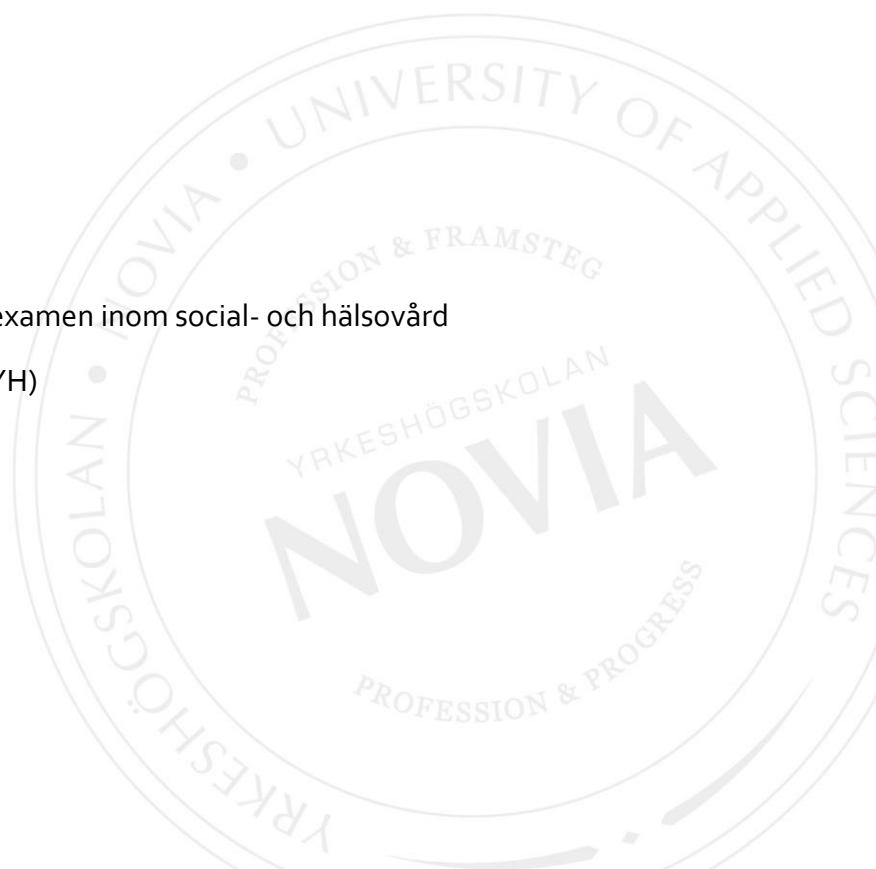 UNIVERSITY OF APPLIED SCIENCES
YRKESHÖGSKOLAN • NOVIA •
PROFESSION & FRAMSTEG
examen inom social- och hälsovård
YH)
YRKESHÖGSKOLAN
NOVIA
PROFESSION & PROGRESS